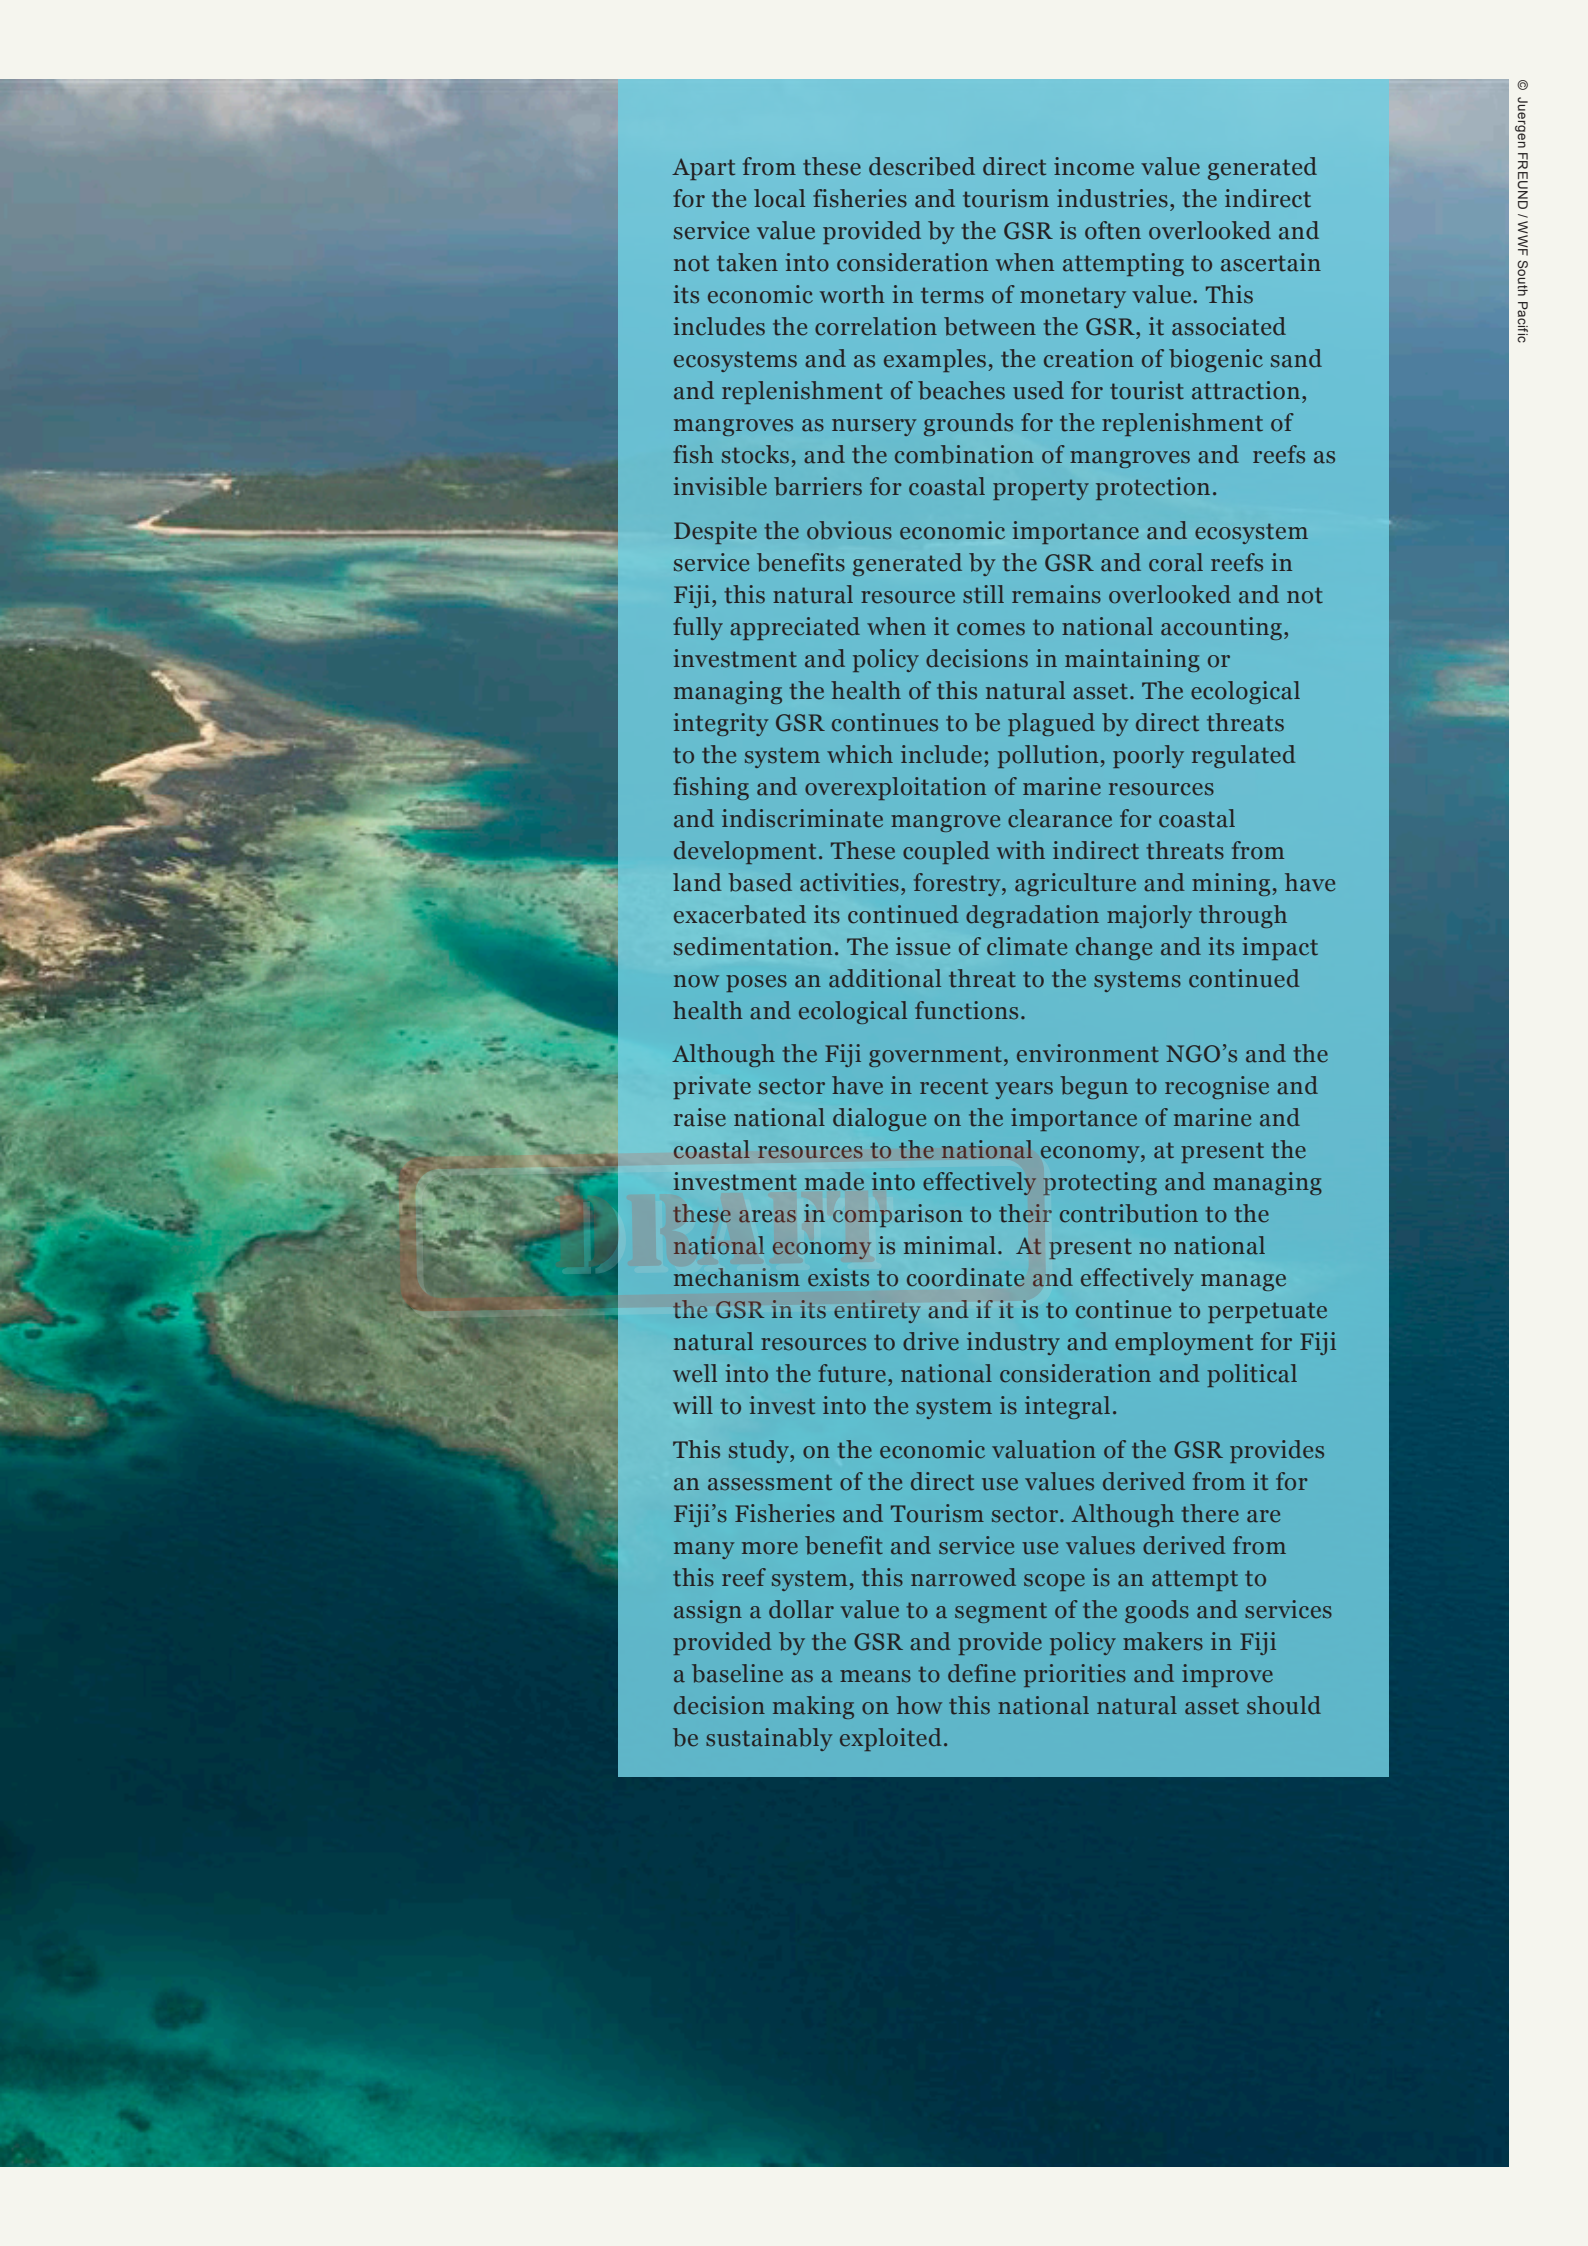 © Juergen FREUND / WWF South Pacific
Apart from these described direct income value generated
for the local fisheries and tourism industries, the indirect
service value provided by the GSR is often overlooked and
not taken into consideration when attempting to ascertain
its economic worth in terms of monetary value. This
includes the correlation between the GSR, it associated
ecosystems and as examples, the creation of biogenic sand
and replenishment of beaches used for tourist attraction,
mangroves as nursery grounds for the replenishment of
fish stocks, and the combination of mangroves and  reefs as
invisible barriers for coastal property protection.
Despite the obvious economic importance and ecosystem
service benefits generated by the GSR and coral reefs in
Fiji, this natural resource still remains overlooked and not
fully appreciated when it comes to national accounting,
investment and policy decisions in maintaining or
managing the health of this natural asset. The ecological
integrity GSR continues to be plagued by direct threats
to the system which include; pollution, poorly regulated
fishing and overexploitation of marine resources
and indiscriminate mangrove clearance for coastal
development. These coupled with indirect threats from
land based activities, forestry, agriculture and mining, have
exacerbated its continued degradation majorly through
sedimentation. The issue of climate change and its impact
now poses an additional threat to the systems continued
health and ecological functions.
Although the Fiji government, environment NGO’s and the
private sector have in recent years begun to recognise and
raise national dialogue on the importance of marine and
coastal resources to the national economy, at present the
investment made into effectively protecting and managing
these areas in comparison to their contribution to the
national economy is minimal.  At present no national
mechanism exists to coordinate and effectively manage
the GSR in its entirety and if it is to continue to perpetuate
natural resources to drive industry and employment for Fiji
well into the future, national consideration and political
will to invest into the system is integral.
This study, on the economic valuation of the GSR provides
an assessment of the direct use values derived from it for
Fiji’s Fisheries and Tourism sector. Although there are
many more benefit and service use values derived from
this reef system, this narrowed scope is an attempt to
assign a dollar value to a segment of the goods and services
provided by the GSR and provide policy makers in Fiji
a baseline as a means to define priorities and improve
decision making on how this national natural asset should
be sustainably exploited.
DRAFT